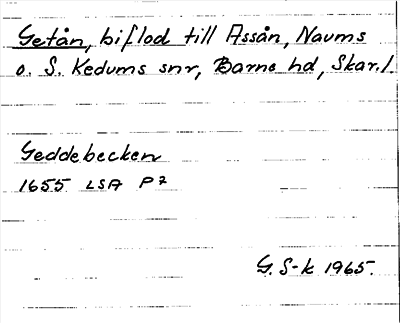 Getån, biflod till Assån, Naums
o. S. Kedums snr, Barne hd, Skar. l.
Geddebecken
1655 LSA P7
G. S-k 1965.